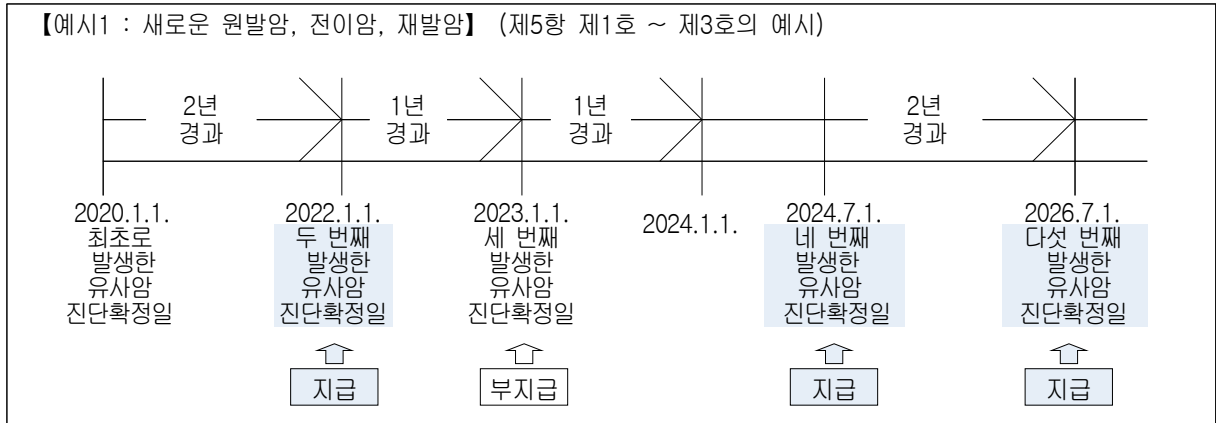 【예시1 : 새로운 원발암, 전이암, 재발암】 (제5항 제1호 ~ 제3호의 예시)
2년
경과
1년
경과
1년
경과
2년
경과
2020.1.1.
최초로
발생한
유사암
진단확정일
2022.1.1.
두 번째
발생한
유사암
진단확정일
지급
2023.1.1.
세 번째
발생한
유사암
진단확정일
부지급
2024.1.1.
2024.7.1.
네 번째
발생한
유사암
진단확정일
지급
2026.7.1.
다섯 번째
발생한
유사암
진단확정일
지급